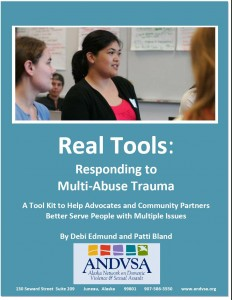 Real Tools:
Responding to
Multi-Abuse Trauma
A Tool Kit to Help Advocates and Community Partners
Better Serve People with Multiple Issues
By Debi Edmund and Patti Bland
ANDVSA
Alaska Network on Domestic
Violence & Sexual Assault
130 Seward Street Suite 209 Juneau, Alaska 99801 907-586-3650 www.andvsa.org